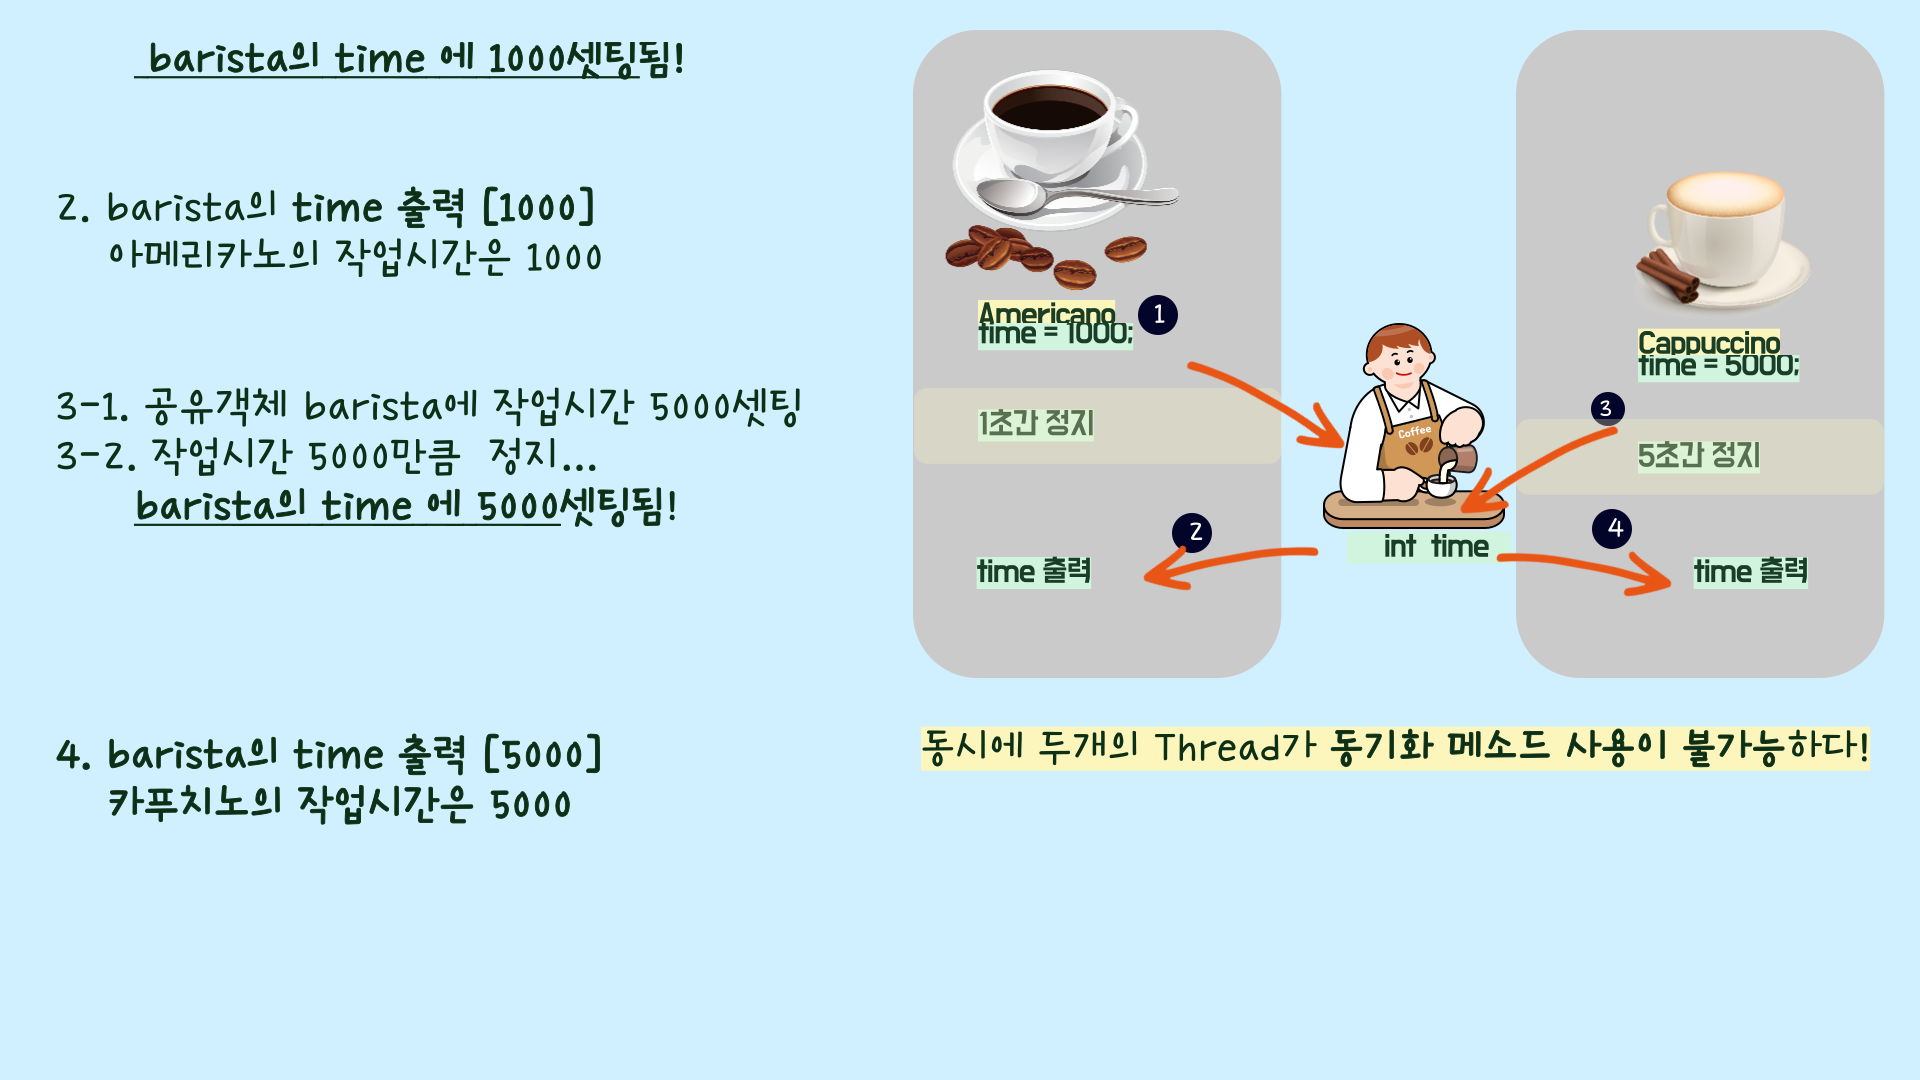 barista의 time 에 1000셋팅됨!
2. barista의 time 출력 [1000]
아메리카노의 작업시간은 1000
3-1. 공유객체 barista에 작업시간 5000셋팅
3-2. 작업시간 5000만큼 정지...
barista의 time 에 5000셋팅됨!
4. barista의 time 출력 [5000]
카푸치노의 작업시간은 5000
Americano
time = 1000;
1
1초간 정지
2
time 출력
Coffee
int time
Cappuccino
time = 5000;
3
5초간 정지
4
time 출력
동시에 두개의 Thread가 동기화 메소드 사용이 불가능하다!